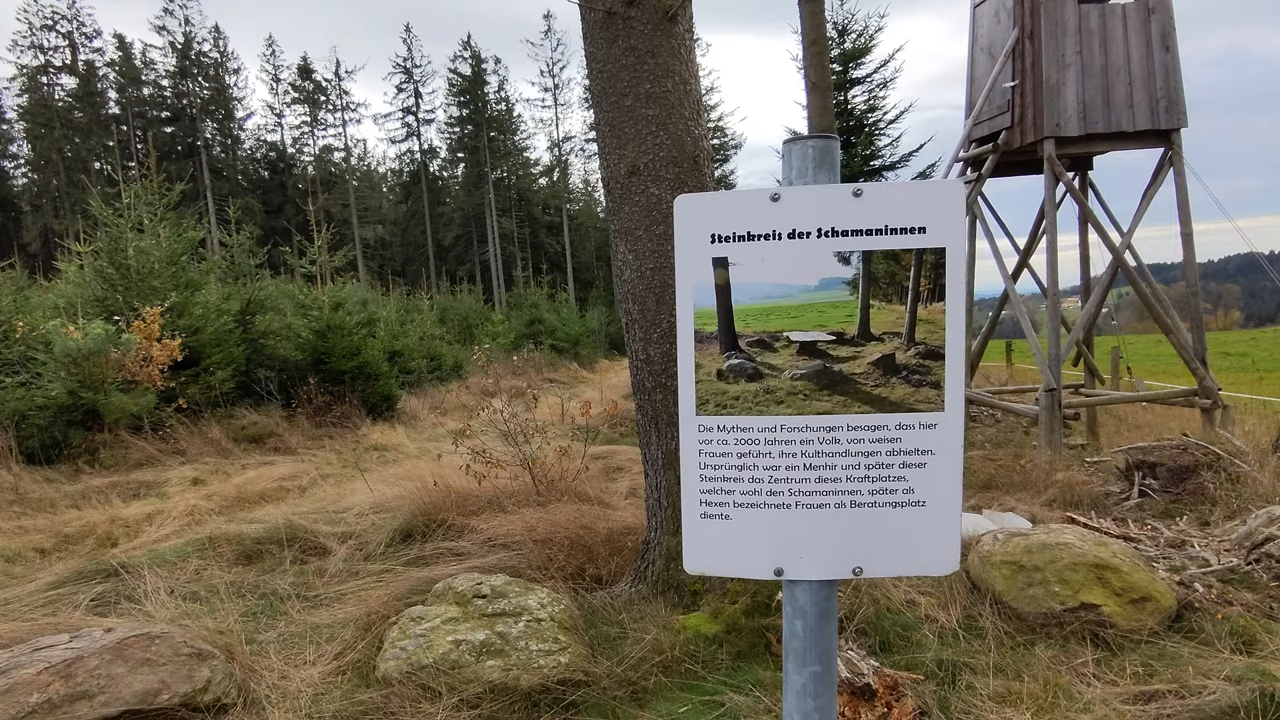 Steinkreis der Schamaninnen
Die Mythen und Forschungen besagen, dass hier
vor ca. 2000 Jahren ein Volk, von weisen
Frauen geführt, ihre Kulthandlungen abhielten.
Ursprünglich war ein Menhir und später dieser
Steinkreis das Zentrum dieses Kraftplatzes,
welcher wohl den Schamaninnen, später als
Hexen bezeichnete Frauen als Beratungsplatz
diente.